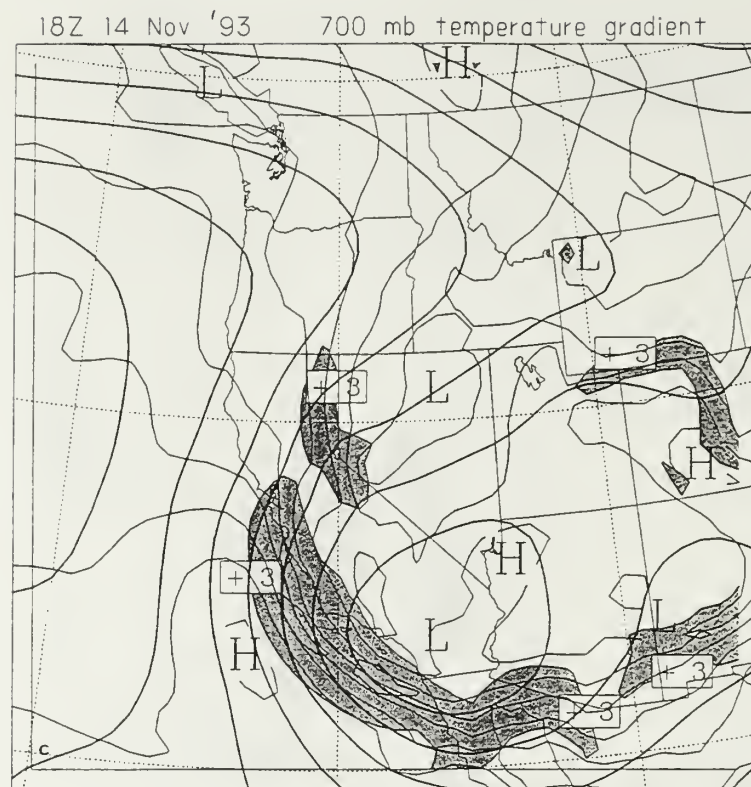 18Z 14 Nov '93 700 mb temperature gradient
H
L
L
+ 3
+ 3
L
H
H
+ 3
L
L
H
+ 3
+ 3
c